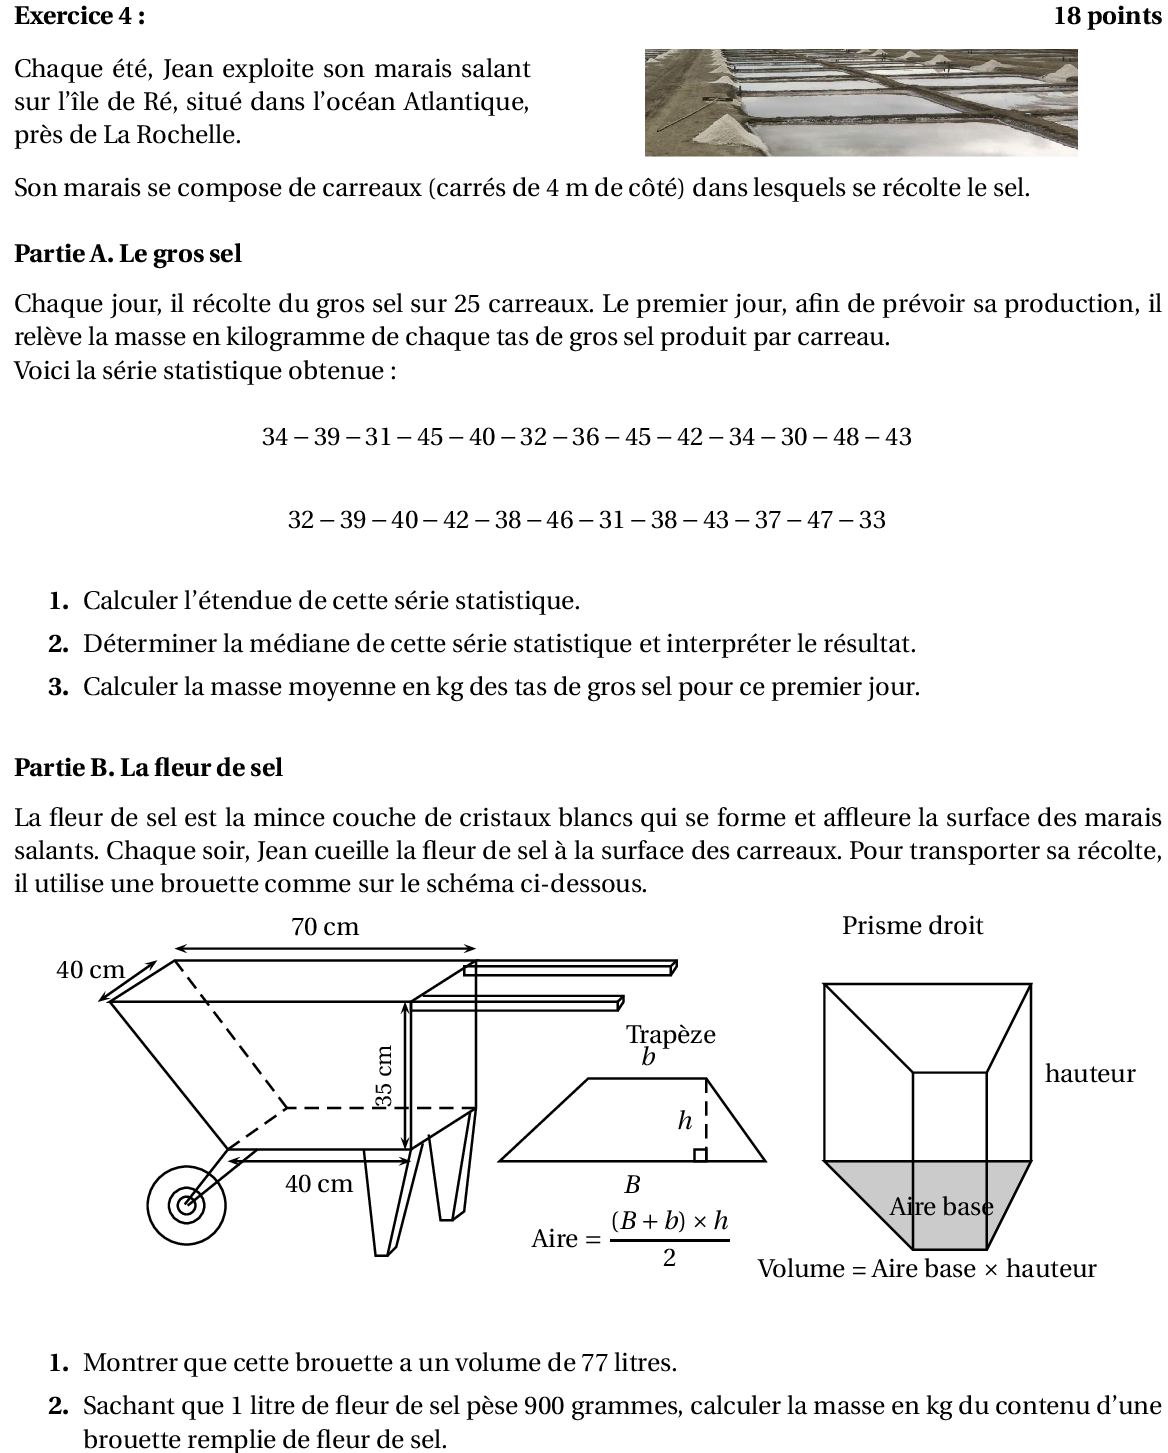 Exercice 4 : 18 points
Chaque été, Jean exploite son marais salant
sur l'île de Ré, situé dans l'océan Atlantique,
près de La Rochelle.
Son marais se compose de carreaux (carrés de 4 m de côté) dans lesquels se récolte le sel.
Partie A. Le gros sel
Chaque jour, il récolte du gros sel sur 25 carreaux. Le premier jour, afin de prévoir sa production, il
relève la masse en kilogramme de chaque tas de gros sel produit par carreau.
Voici la série statistique obtenue :
34 – 39 – 31 – 45 – 40 – 32 – 36 – 45 – 42 – 34 – 30 – 48 – 43
32 – 39 – 40 – 42 – 38 – 46 – 31 – 38 – 43 – 37 – 47 – 33
1. Calculer l'étendue de cette série statistique.
2. Déterminer la médiane de cette série statistique et interpréter le résultat.
3. Calculer la masse moyenne en kg des tas de gros sel pour ce premier jour.
Partie B. La fleur de sel
La fleur de sel est la mince couche de cristaux blancs qui se forme et affleure la surface des marais
salants. Chaque soir, Jean cueille la fleur de sel à la surface des carreaux. Pour transporter sa récolte,
il utilise une brouette comme sur le schéma ci-dessous.
70 cm
40 cm
35 cm
40 cm
Trapèze
b
h
B
Aire = (B + b) × h / 2
Prisme droit
hauteur
Aire base
Volume = Aire base × hauteur
1. Montrer que cette brouette a un volume de 77 litres.
2. Sachant que 1 litre de fleur de sel pèse 900 grammes, calculer la masse en kg du contenu d'une
brouette remplie de fleur de sel.